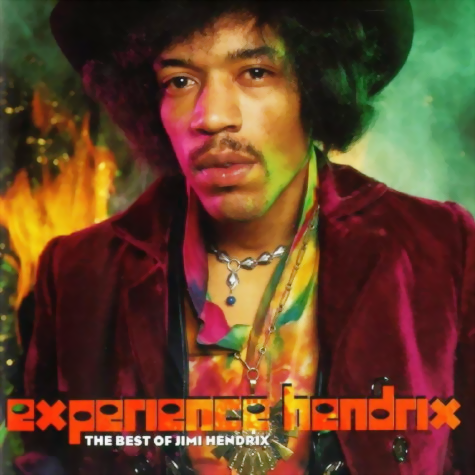 experience hendrix
THE BEST OF JIMI HENDRIX